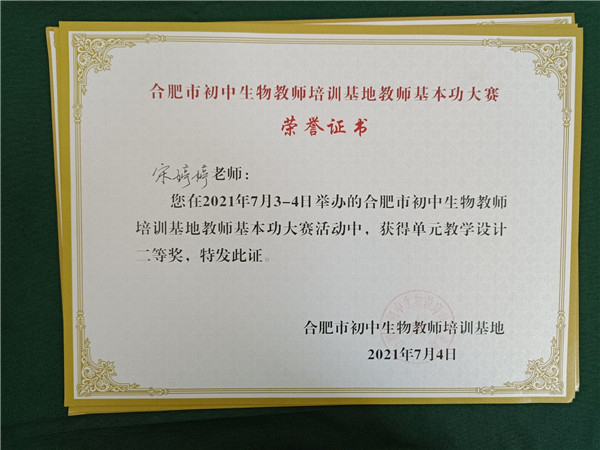 合肥市初中生物教师培训基地教师基本功大赛
荣誉证书
宋婷婷老师：
您在2021年7月3-4日举办的合肥市初中生物教师
培训基地教师基本功大赛活动中，获得单元教学设计
二等奖，特发此证。
合肥市初中生物教师培训基地
2021年7月4日